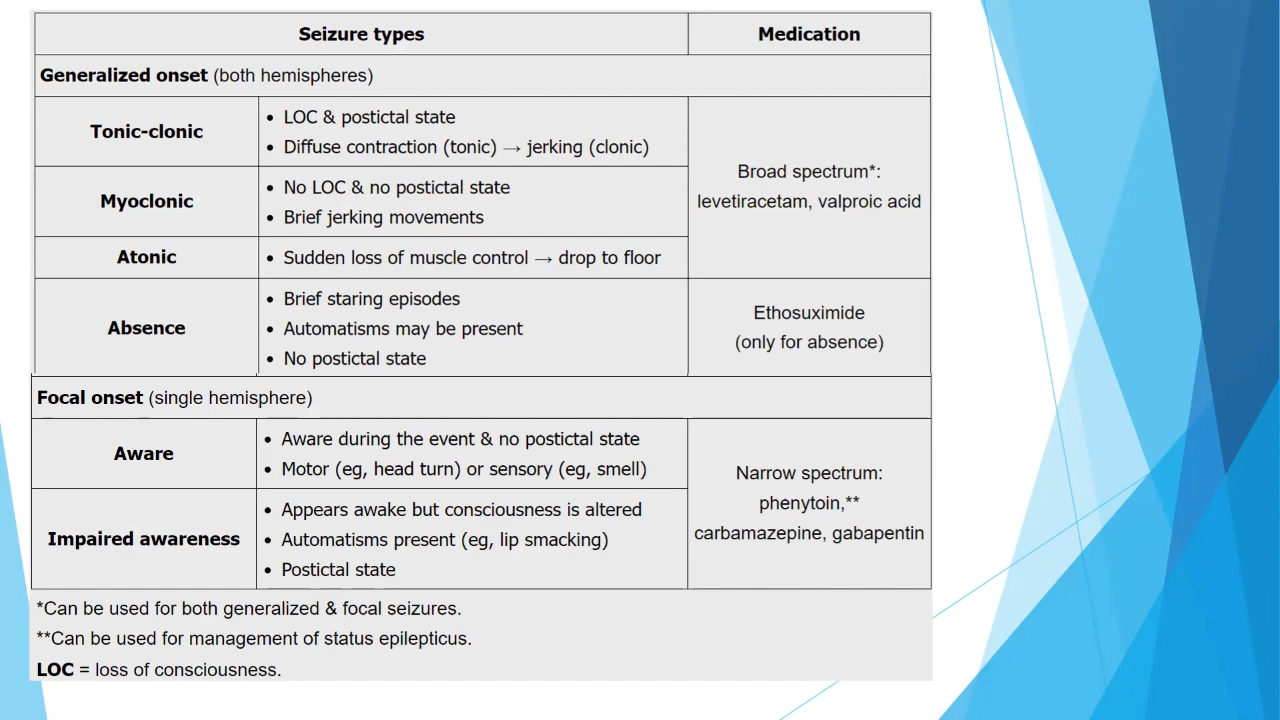 Seizure types
Medication
Generalized onset (both hemispheres)
Tonic-clonic
• LOC & postictal state
• Diffuse contraction (tonic) → jerking (clonic)
Broad spectrum*:
levetiracetam, valproic acid
Myoclonic
• No LOC & no postictal state
• Brief jerking movements
Atonic
• Sudden loss of muscle control → drop to floor
Absence
• Brief staring episodes
• Automatisms may be present
• No postictal state
Ethosuximide
(only for absence)
Focal onset (single hemisphere)
Aware
• Aware during the event & no postictal state
• Motor (eg, head turn) or sensory (eg, smell)
Narrow spectrum:
phenytoin,**
carbamazepine, gabapentin
Impaired awareness
• Appears awake but consciousness is altered
• Automatisms present (eg, lip smacking)
• Postictal state
*Can be used for both generalized & focal seizures.
**Can be used for management of status epilepticus.
LOC = loss of consciousness.